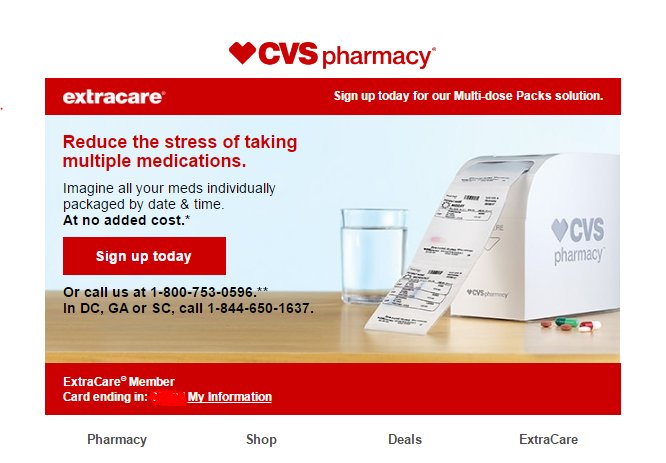 CVS pharmacy®
extracare®
Sign up today for our Multi-dose Packs solution.
Reduce the stress of taking
multiple medications.
Imagine all your meds individually
packaged by date & time.
At no added cost.*
Sign up today
Or call us at 1-800-753-0596.**
In DC, GA or SC, call 1-844-650-1637.
CVS
pharmacy
CVS pharmacy
ExtraCare® Member
Card ending in: My Information
Pharmacy Shop Deals ExtraCare